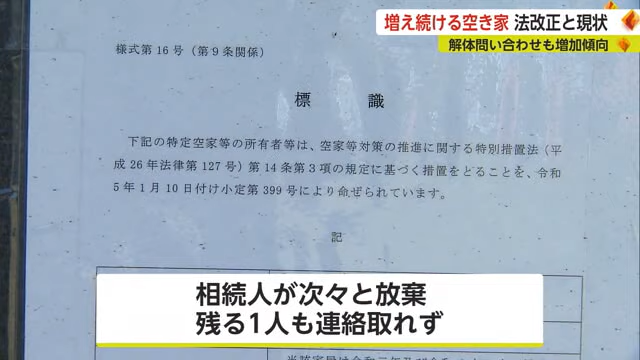 増え続ける空き家 法改正と現状
解体問い合わせも増加傾向
様式第16号（第9条関係）
標 識
下記の特定空家等の所有者等は、空家等対策の推進に関する特別措置法（平
成26年法律第127号）第14条第3項の規定に基づく措置をとることを、令和
5年1月10日付け小定第399号により命ぜられています。
記
相続人が次々と放棄
残る1人も連絡取れず